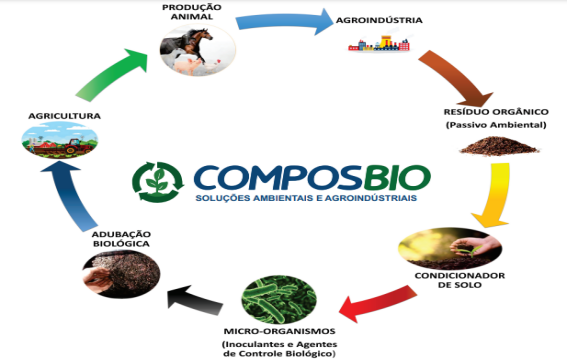 PRODUÇÃO
ANIMAL
AGROINDÚSTRIA
RESÍDUO ORGÂNICO
(Passivo Ambiental)
AGRICULTURA
COMPOSBIO
SOLUÇÕES AMBIENTAIS E AGROINDÚSTRIAIS
ADUBAÇÃO
BIOLÓGICA
CONDICIONADOR
DE SOLO
MICRO-ORGANISMOS
(Inoculantes e Agentes
de Controle Biológico)